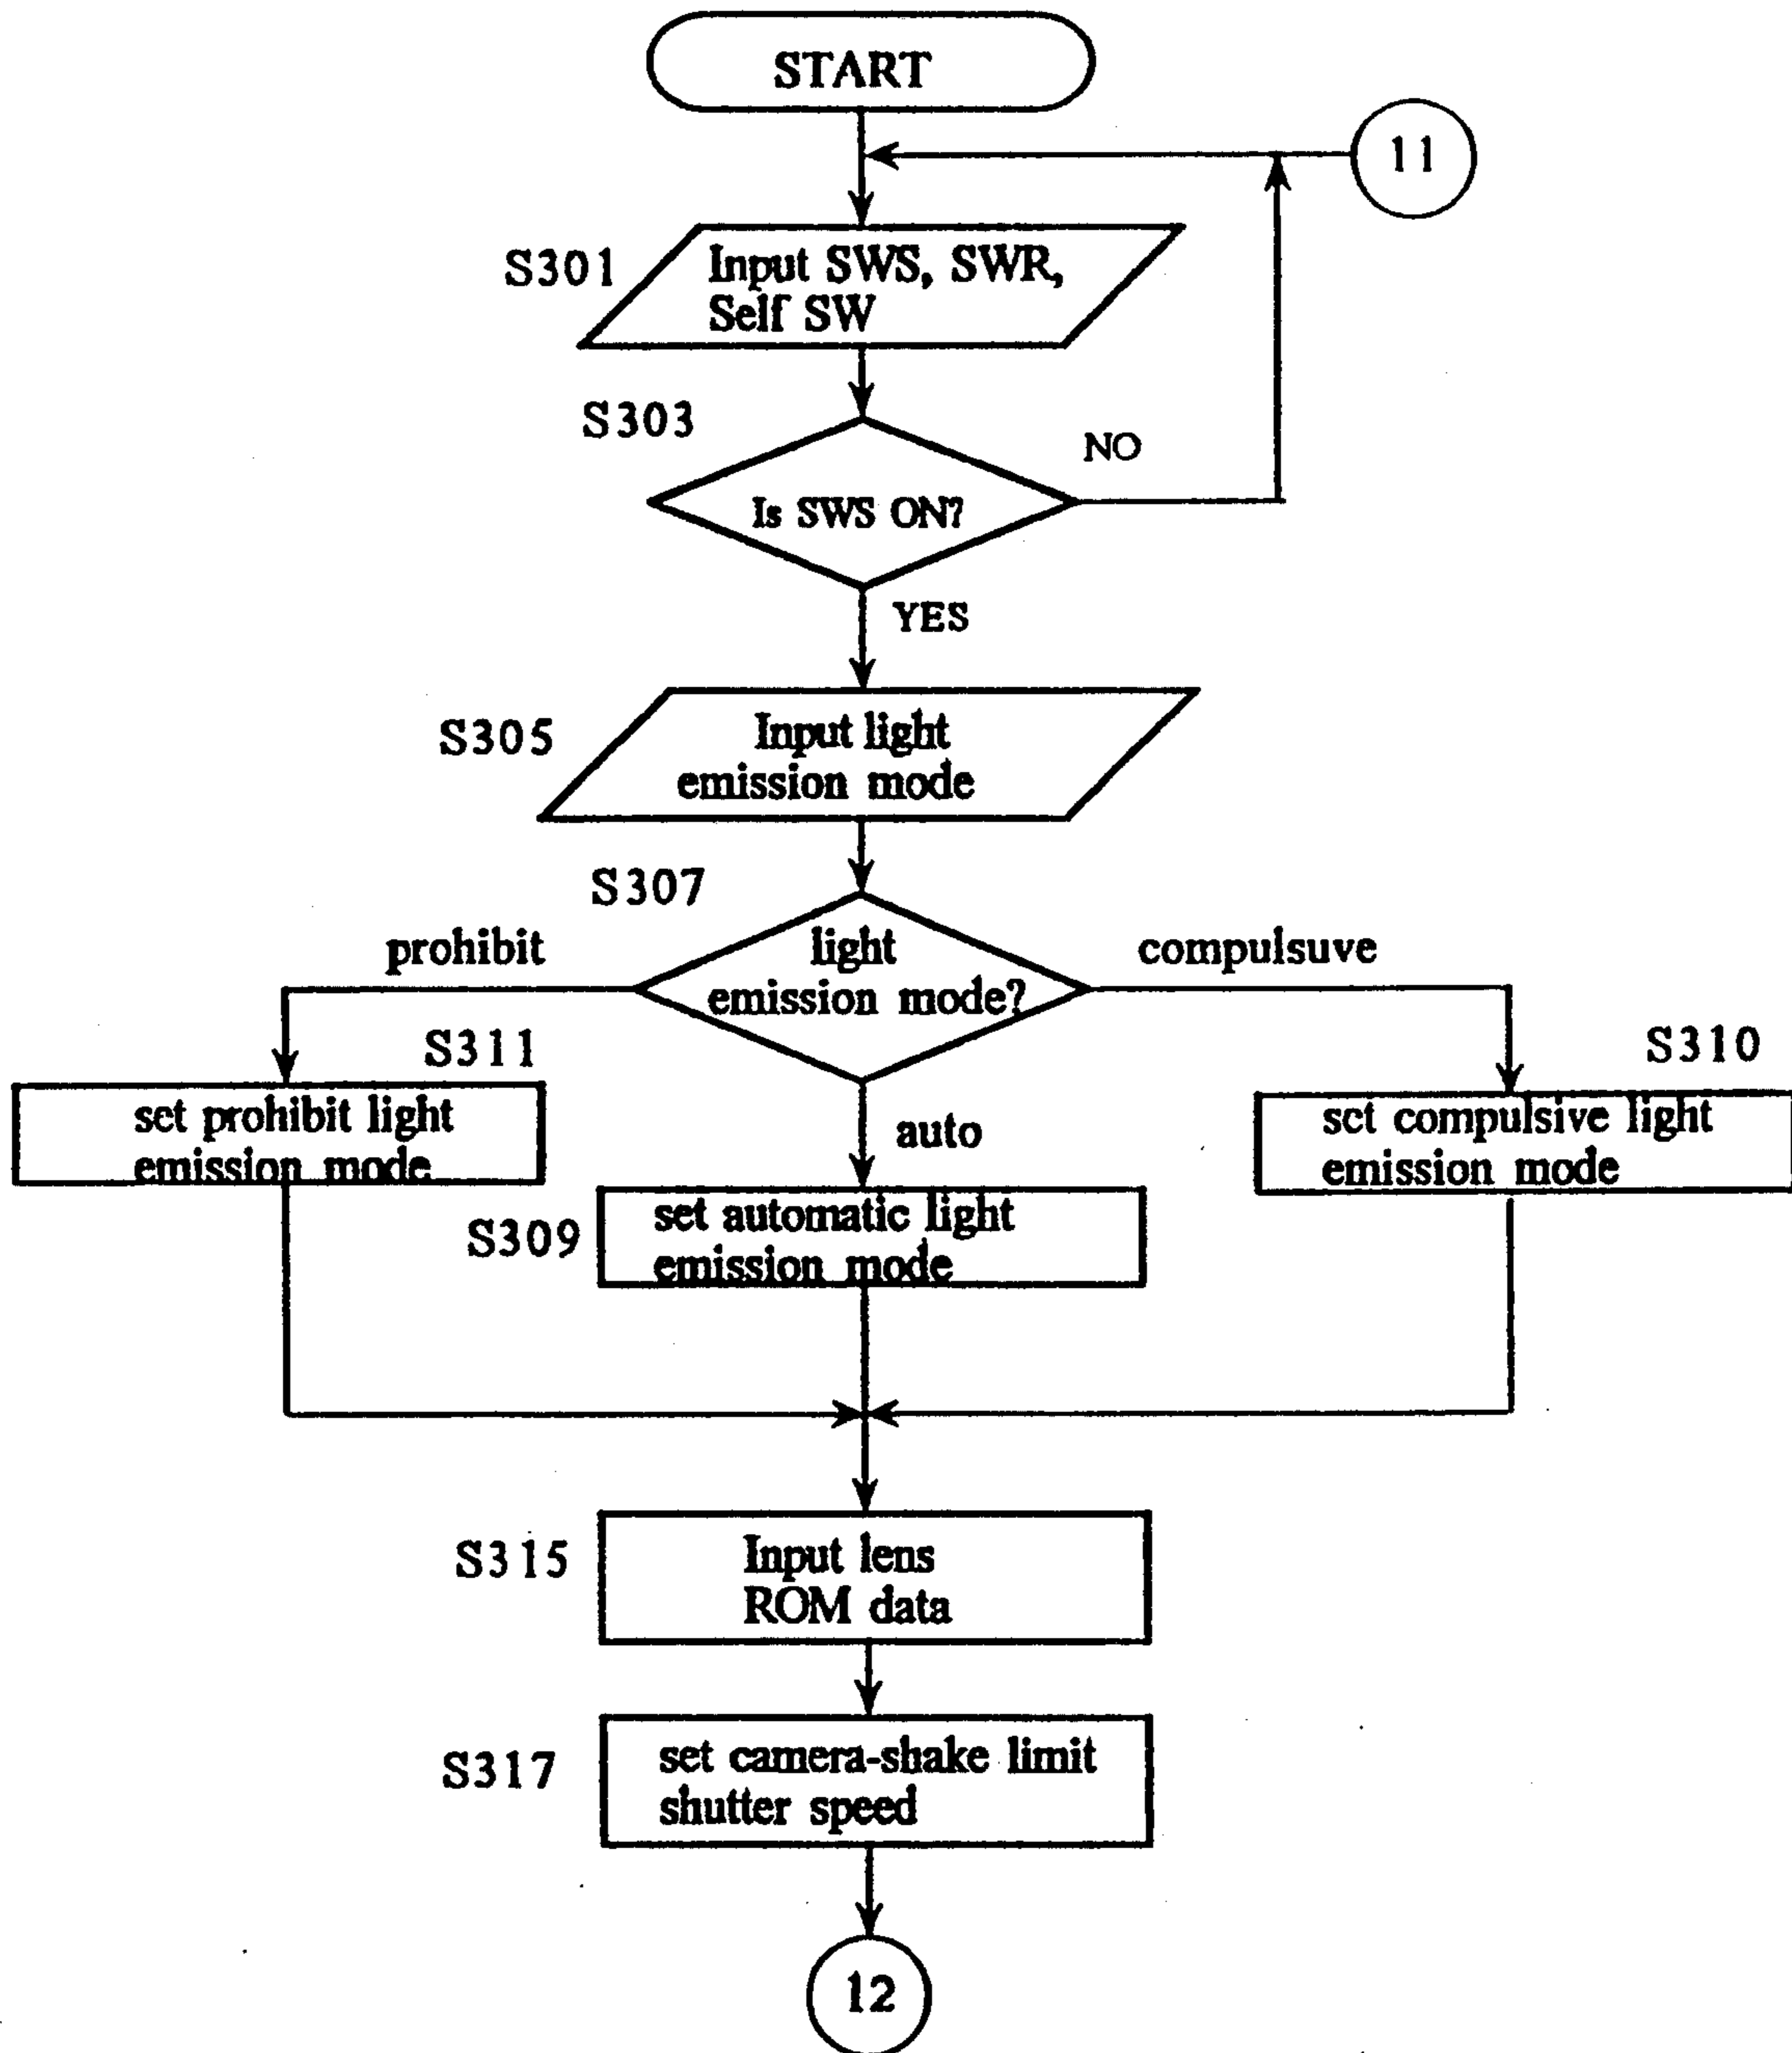 START
11
S301
Input SWS, SWR,
Self SW
S303
NO
Is SWS ON?
YES
S305
Input light
emission mode
S307
prohibit
light
emission mode?
compulsuve
S311
S310
set prohibit light
emission mode
set compulsive light
emission mode
auto
S309
set automatic light
emission mode
S315
Input lens
ROM data
S317
set camera-shake limit
shutter speed
12